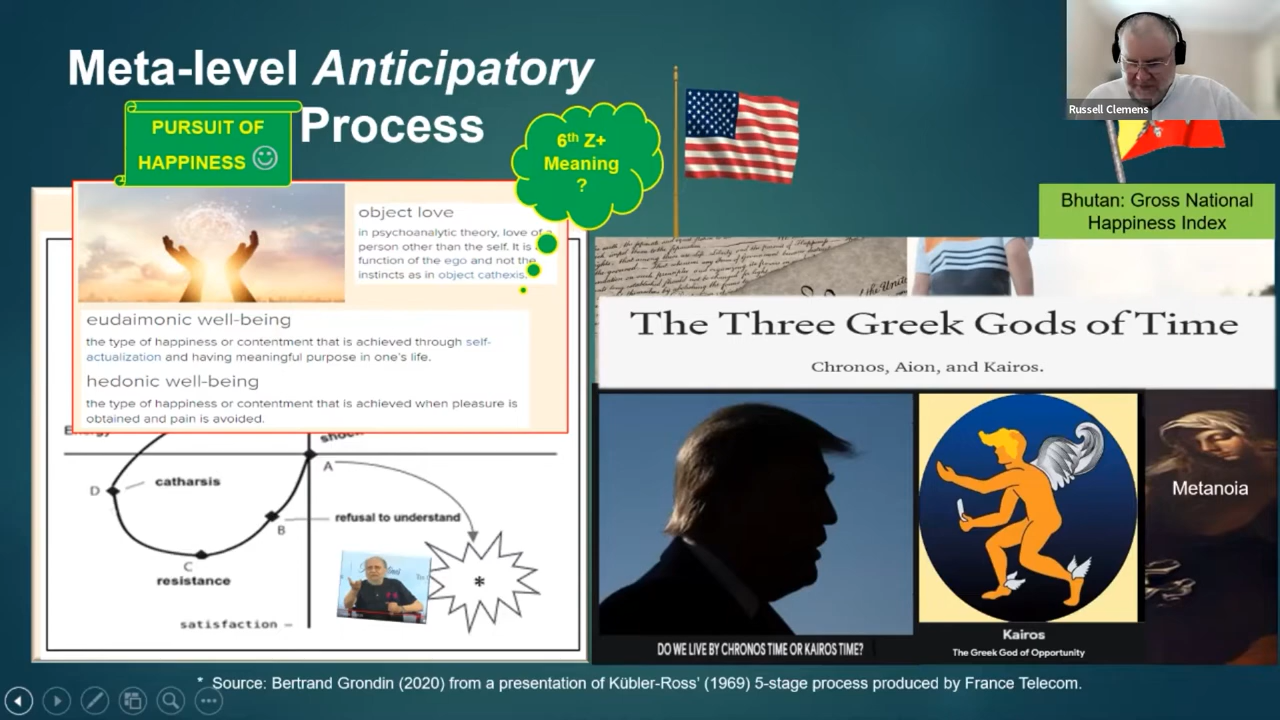 Meta-level Anticipatory
Process
PURSUIT OF
HAPPINESS
6th Z+
Meaning
?
Russell Clemens
Bhutan: Gross National
Happiness Index
object love
in psychoanalytic theory, love of a
person other than the self. It is
function of the ego and not the
instincts as in object cathexis.
eudaimonic well-being
the type of happiness or contentment that is achieved through self-
actualization and having meaningful purpose in one's life.
hedonic well-being
the type of happiness or contentment that is achieved when pleasure is
obtained and pain is avoided.
A
D
catharsis
B
refusal to understand
C
resistance
*
satisfaction –
The Three Greek Gods of Time
Chronos, Aion, and Kairos.
Metanoia
DO WE LIVE BY CHRONOS TIME OR KAIROS TIME?
Kairos
The Greek God of Opportunity
* Source: Bertrand Grondin (2020) from a presentation of Kübler-Ross' (1969) 5-stage process produced by France Telecom.